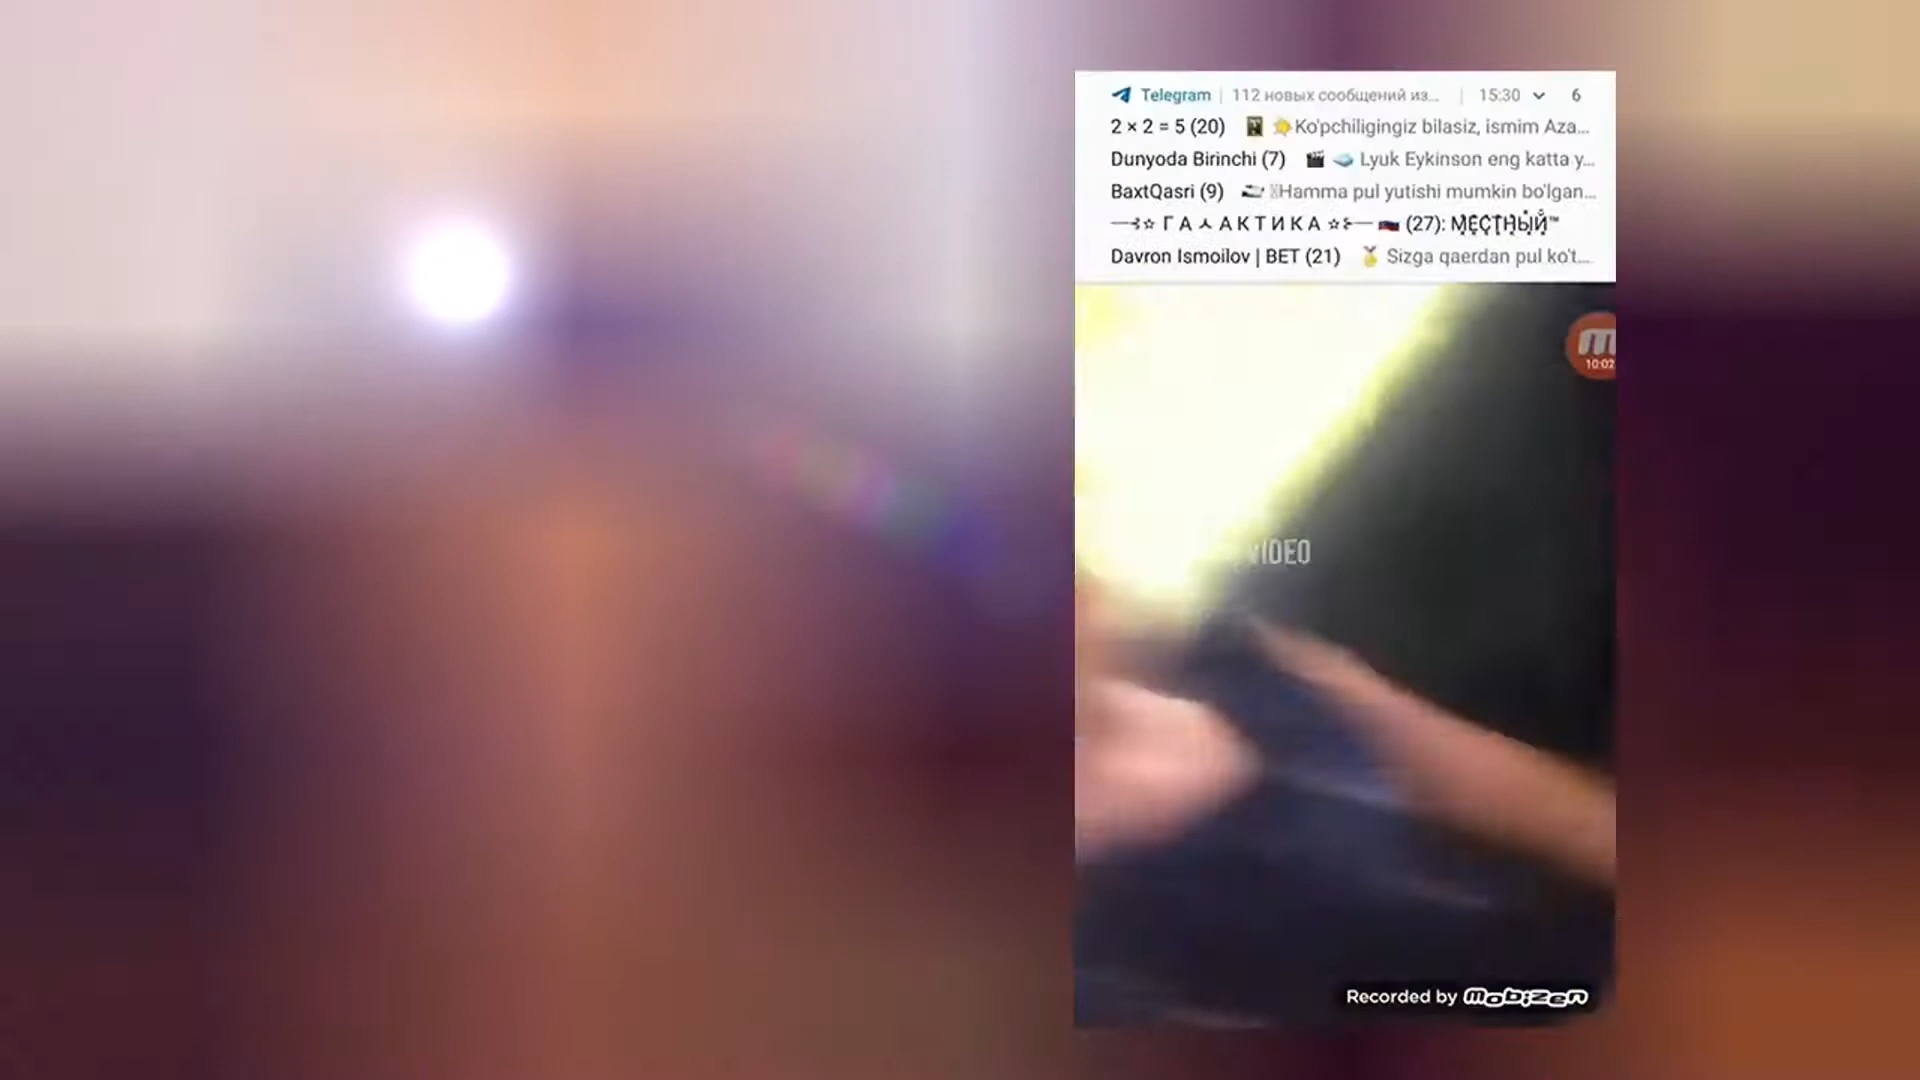 Telegram | 112 новых сообщений из... | 15:30 6
2 × 2 = 5 (20) Ko'pchiligingiz bilasiz, ismim Aza...
Dunyoda Birinchi (7) Lyuk Eykinson eng katta y...
BaxtQasri (9) Hamma pul yutishi mumkin bo'lgan...
—⊰☆ Г А ⅄ А К Т И К А ☆⊱— 🇷🇺 (27): МЕСТНЫЙ™
Davron Ismoilov | BET (21) 🏅 Sizga qaerdan pul ko't...
10:02
VIDEO
Recorded by mobizen